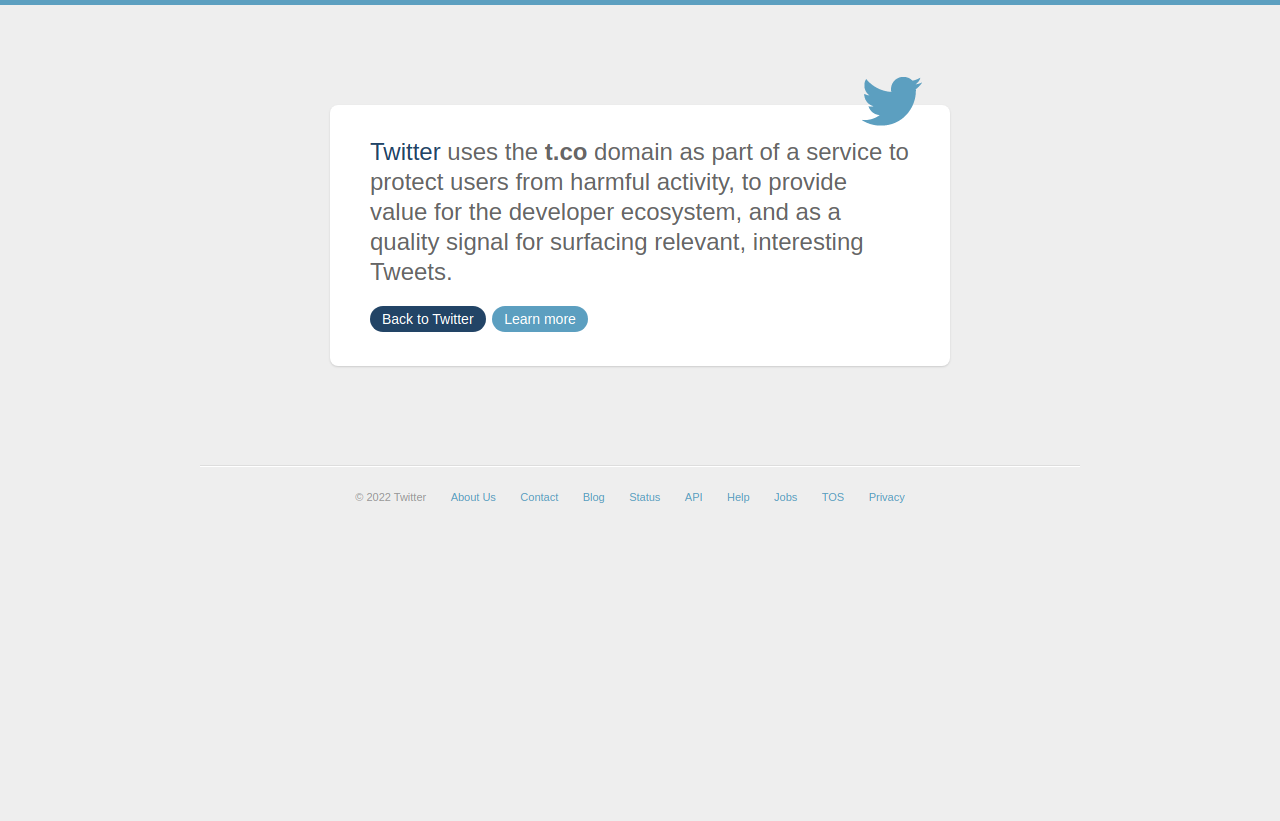 Twitter uses the t.co domain as part of a service to
protect users from harmful activity, to provide
value for the developer ecosystem, and as a
quality signal for surfacing relevant, interesting
Tweets.
Back to Twitter Learn more
© 2022 Twitter About Us Contact Blog Status API Help Jobs TOS Privacy